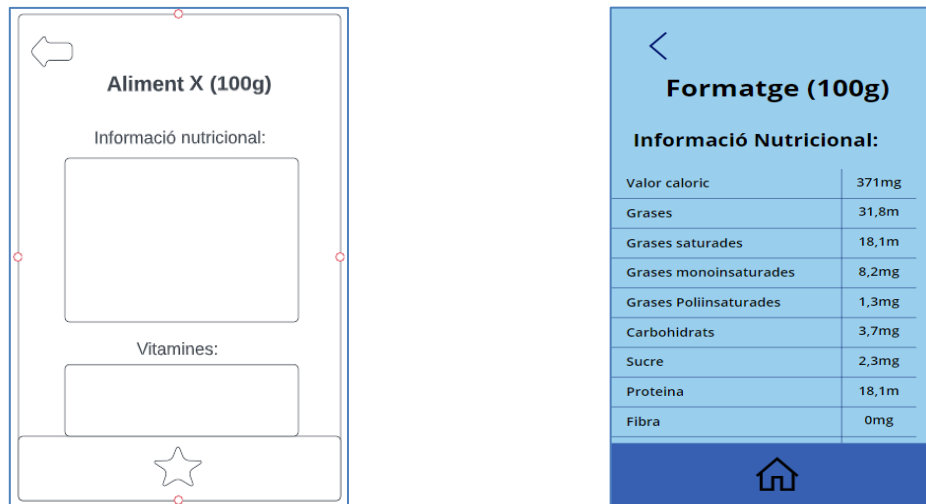 Aliment X (100g)
Informació nutricional:
Vitamines:
Formatge (100g)
Informació Nutricional:
Valor caloric 371mg
Grases 31,8m
Grases saturades 18,1m
Grases monoinsaturades 8,2mg
Grases Poliinsaturades 1,3mg
Carbohidrats 3,7mg
Sucre 2,3mg
Proteina 18,1m
Fibra 0mg